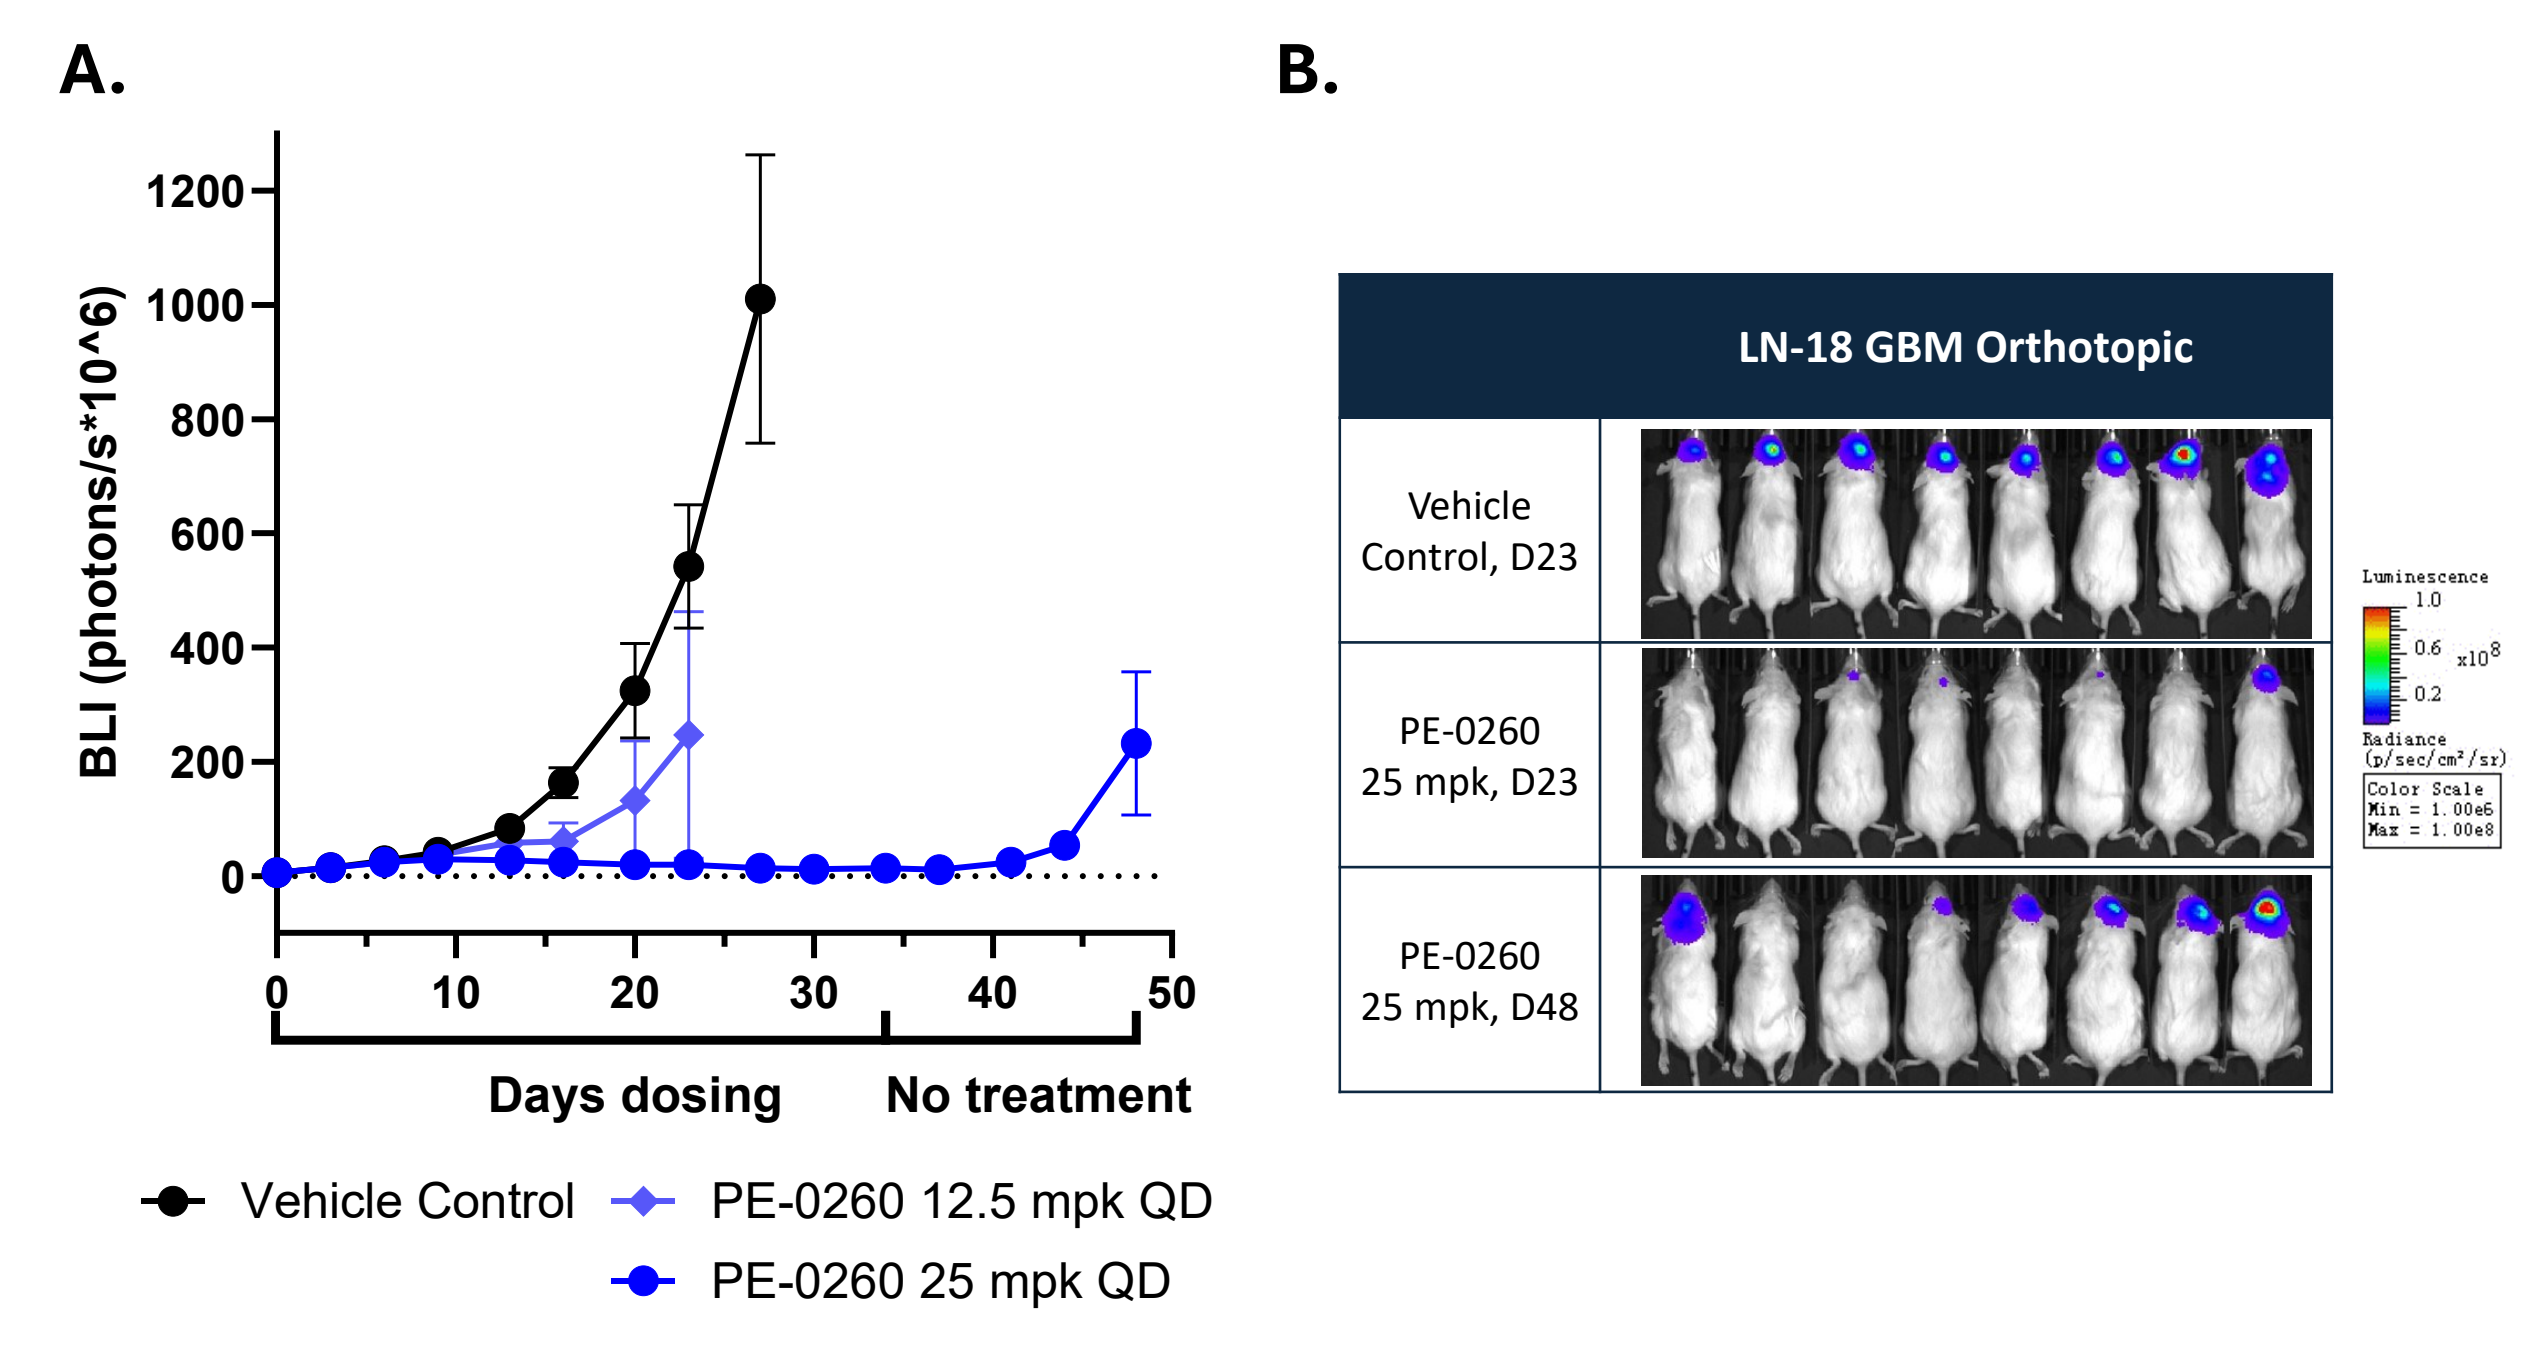 A.
B.
BLI (photons/s*10^6)
1200
1000
800
600
400
200
0
0 10 20 30 40 50
Days dosing No treatment
Vehicle Control
PE-0260 12.5 mpk QD
PE-0260 25 mpk QD
LN-18 GBM Orthotopic
Vehicle
Control, D23
PE-0260
25 mpk, D23
PE-0260
25 mpk, D48
Luminescence
1.0
0.6
x10⁸
0.2
Radiance
(p/sec/cm²/sr)
Color Scale
Min = 1.00e6
Max = 1.00e8